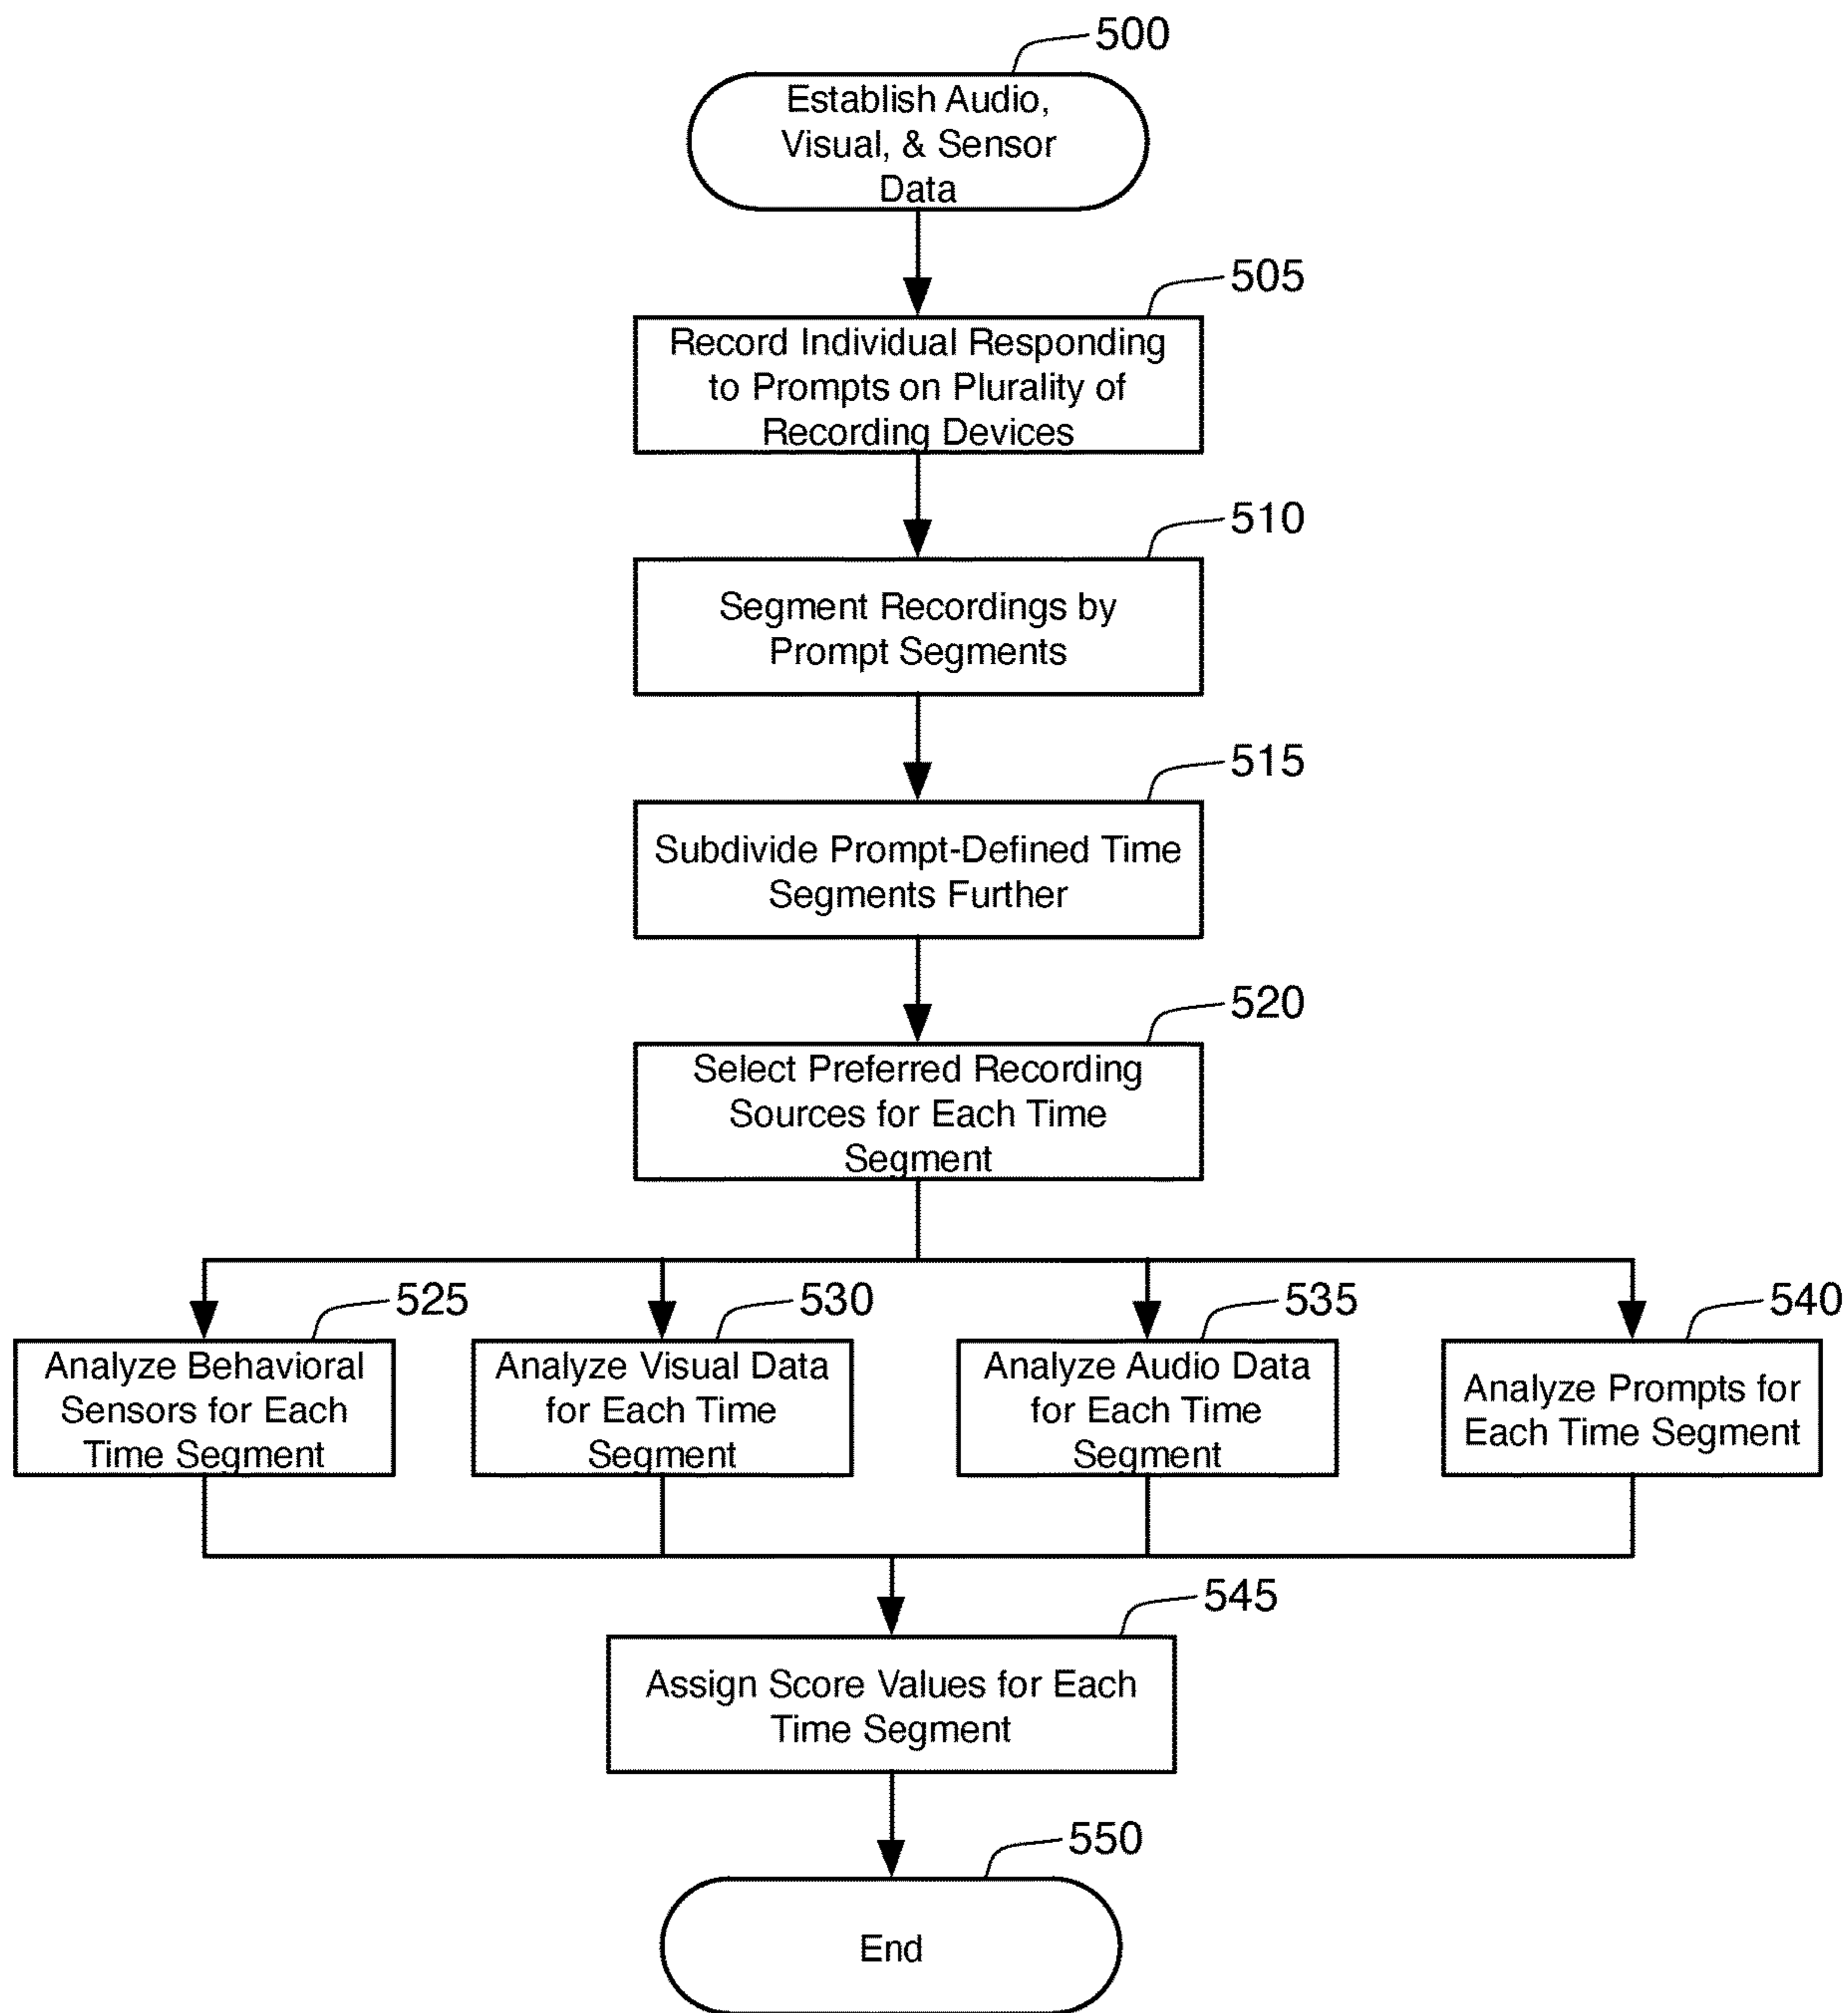 500
Establish Audio,
Visual, & Sensor
Data
505
Record Individual Responding
to Prompts on Plurality of
Recording Devices
510
Segment Recordings by
Prompt Segments
515
Subdivide Prompt-Defined Time
Segments Further
520
Select Preferred Recording
Sources for Each Time
Segment
525
Analyze Behavioral
Sensors for Each
Time Segment
530
Analyze Visual Data
for Each Time
Segment
535
Analyze Audio Data
for Each Time
Segment
540
Analyze Prompts for
Each Time Segment
545
Assign Score Values for Each
Time Segment
550
End